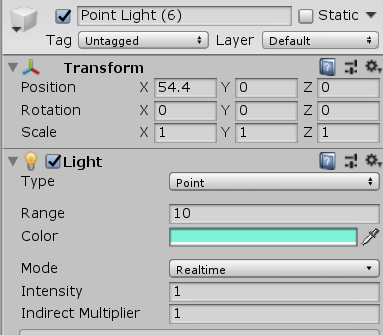 Point Light (6) Static
Tag Untagged Layer Default
Transform
Position X 54.4 Y 0 Z 0
Rotation X 0 Y 0 Z 0
Scale X 1 Y 1 Z 1
Light
Type Point
Range 10
Color
Mode Realtime
Intensity 1
Indirect Multiplier 1